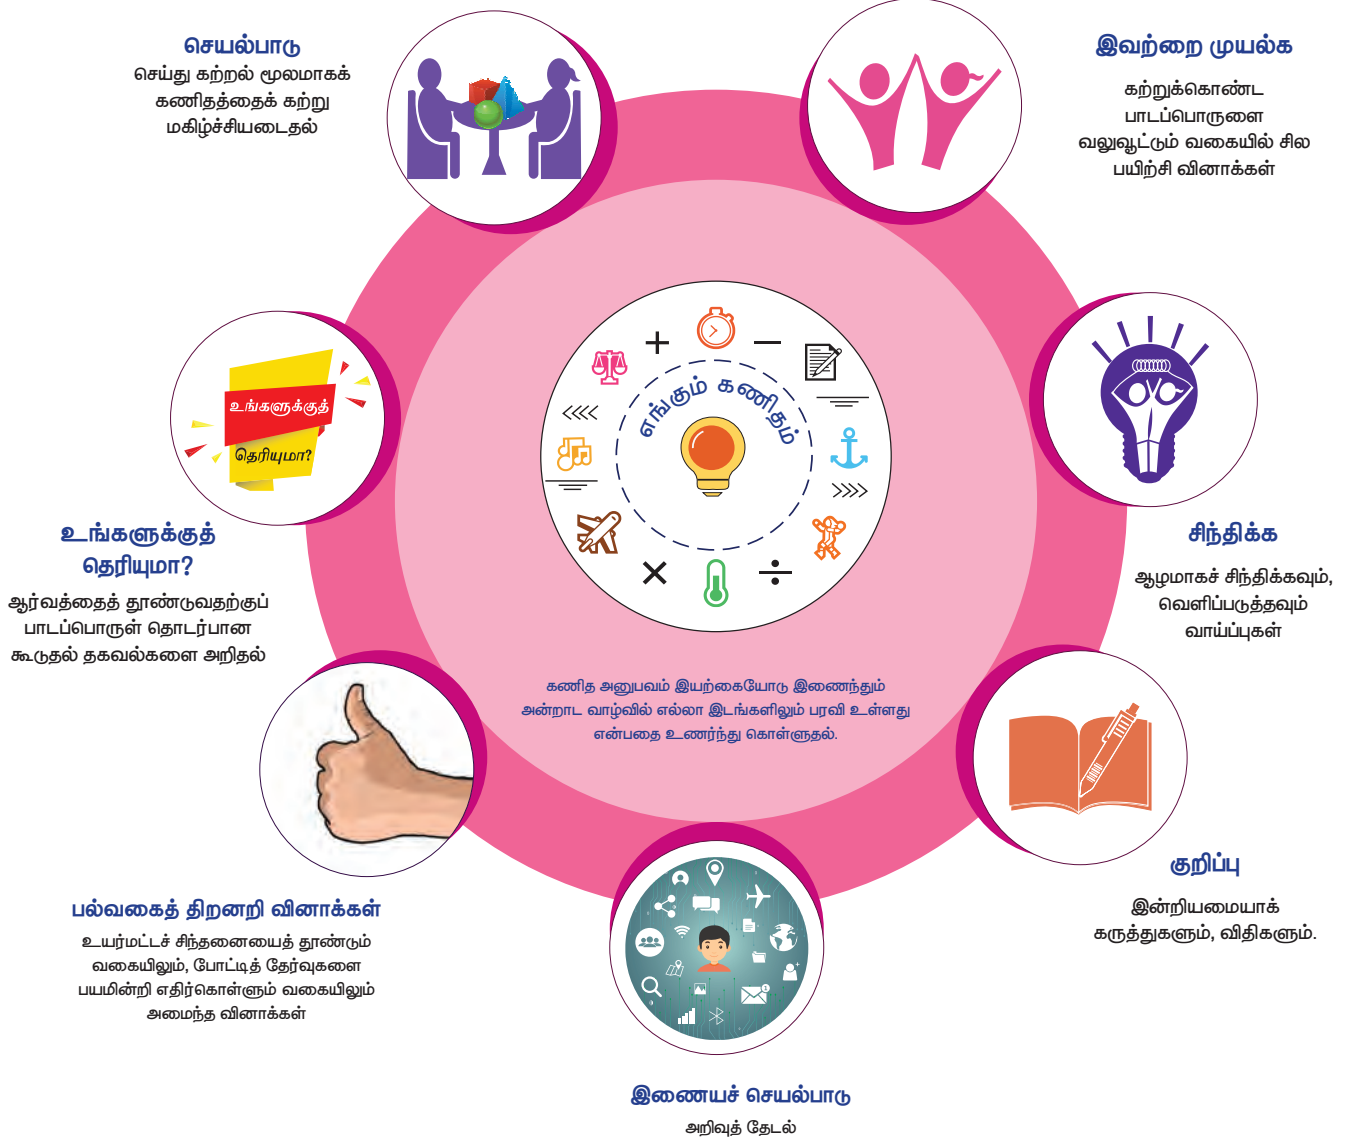 செயல்பாடு
செய்து கற்றல் மூலமாகக்
கணிதத்தைக் கற்று
மகிழ்ச்சியடைதல்
இவற்றை முயல்க
கற்றுக்கொண்ட
பாடப்பொருளை
வலுவூட்டும் வகையில் சில
பயிற்சி வினாக்கள்
எங்கும் கணிதம்
உங்களுக்குத்
தெரியுமா?
உங்களுக்குத்
தெரியுமா?
ஆர்வத்தைத் தூண்டுவதற்குப்
பாடப்பொருள் தொடர்பான
கூடுதல் தகவல்களை அறிதல்
சிந்திக்க
ஆழமாகச் சிந்திக்கவும்,
வெளிப்படுத்தவும்
வாய்ப்புகள்
கணித அனுபவம் இயற்கையோடு இணைந்தும்
அன்றாட வாழ்வில் எல்லா இடங்களிலும் பரவி உள்ளது
என்பதை உணர்ந்து கொள்ளுதல்.
குறிப்பு
இன்றியமையாக்
கருத்துகளும், விதிகளும்.
பல்வகைத் திறனறி வினாக்கள்
உயர்மட்டச் சிந்தனையைத் தூண்டும்
வகையிலும், போட்டித் தேர்வுகளை
பயமின்றி எதிர்கொள்ளும் வகையிலும்
அமைந்த வினாக்கள்
இணையச் செயல்பாடு
அறிவுத் தேடல்